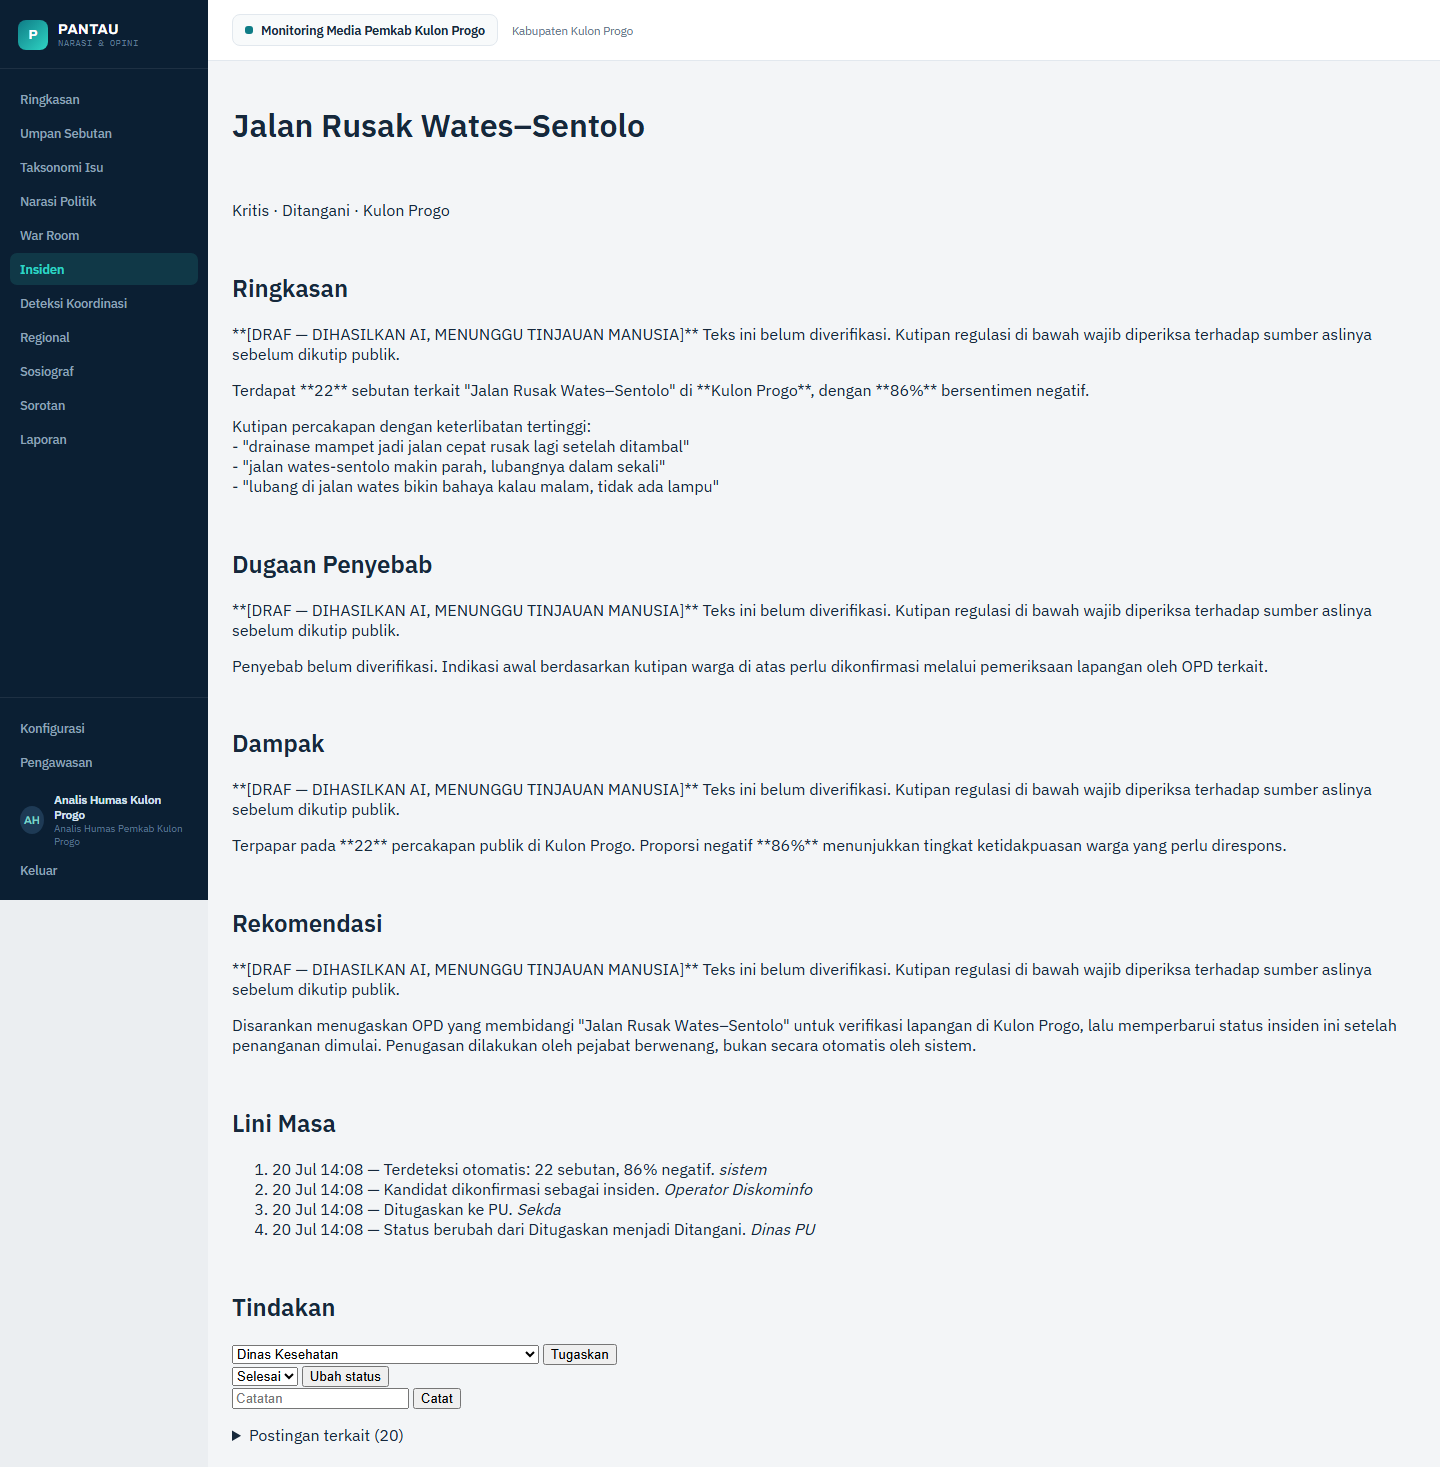 P
PANTAU
NARASI & OPINI
Ringkasan
Umpan Sebutan
Taksonomi Isu
Narasi Politik
War Room
Insiden
Deteksi Koordinasi
Regional
Sosiograf
Sorotan
Laporan
Konfigurasi
Pengawasan
AH
Analis Humas Kulon
Progo
Analis Humas Pemkab Kulon
Progo
Keluar
Monitoring Media Pemkab Kulon Progo
Kabupaten Kulon Progo
Jalan Rusak Wates–Sentolo
Kritis · Ditangani · Kulon Progo
Ringkasan
**[DRAF — DIHASILKAN AI, MENUNGGU TINJAUAN MANUSIA]** Teks ini belum diverifikasi. Kutipan regulasi di bawah wajib diperiksa terhadap sumber aslinya
sebelum dikutip publik.
Terdapat **22** sebutan terkait "Jalan Rusak Wates–Sentolo" di **Kulon Progo**, dengan **86%** bersentimen negatif.
Kutipan percakapan dengan keterlibatan tertinggi:
- "drainase mampet jadi jalan cepat rusak lagi setelah ditambal"
- "jalan wates-sentolo makin parah, lubangnya dalam sekali"
- "lubang di jalan wates bikin bahaya kalau malam, tidak ada lampu"
Dugaan Penyebab
**[DRAF — DIHASILKAN AI, MENUNGGU TINJAUAN MANUSIA]** Teks ini belum diverifikasi. Kutipan regulasi di bawah wajib diperiksa terhadap sumber aslinya
sebelum dikutip publik.
Penyebab belum diverifikasi. Indikasi awal berdasarkan kutipan warga di atas perlu dikonfirmasi melalui pemeriksaan lapangan oleh OPD terkait.
Dampak
**[DRAF — DIHASILKAN AI, MENUNGGU TINJAUAN MANUSIA]** Teks ini belum diverifikasi. Kutipan regulasi di bawah wajib diperiksa terhadap sumber aslinya
sebelum dikutip publik.
Terpapar pada **22** percakapan publik di Kulon Progo. Proporsi negatif **86%** menunjukkan tingkat ketidakpuasan warga yang perlu direspons.
Rekomendasi
**[DRAF — DIHASILKAN AI, MENUNGGU TINJAUAN MANUSIA]** Teks ini belum diverifikasi. Kutipan regulasi di bawah wajib diperiksa terhadap sumber aslinya
sebelum dikutip publik.
Disarankan menugaskan OPD yang membidangi "Jalan Rusak Wates–Sentolo" untuk verifikasi lapangan di Kulon Progo, lalu memperbarui status insiden ini setelah
penanganan dimulai. Penugasan dilakukan oleh pejabat berwenang, bukan secara otomatis oleh sistem.
Lini Masa
1. 20 Jul 14:08 — Terdeteksi otomatis: 22 sebutan, 86% negatif. sistem
2. 20 Jul 14:08 — Kandidat dikonfirmasi sebagai insiden. Operator Diskominfo
3. 20 Jul 14:08 — Ditugaskan ke PU. Sekda
4. 20 Jul 14:08 — Status berubah dari Ditugaskan menjadi Ditangani. Dinas PU
Tindakan
Dinas Kesehatan Tugaskan
Selesai Ubah status
Catatan Catat
Postingan terkait (20)